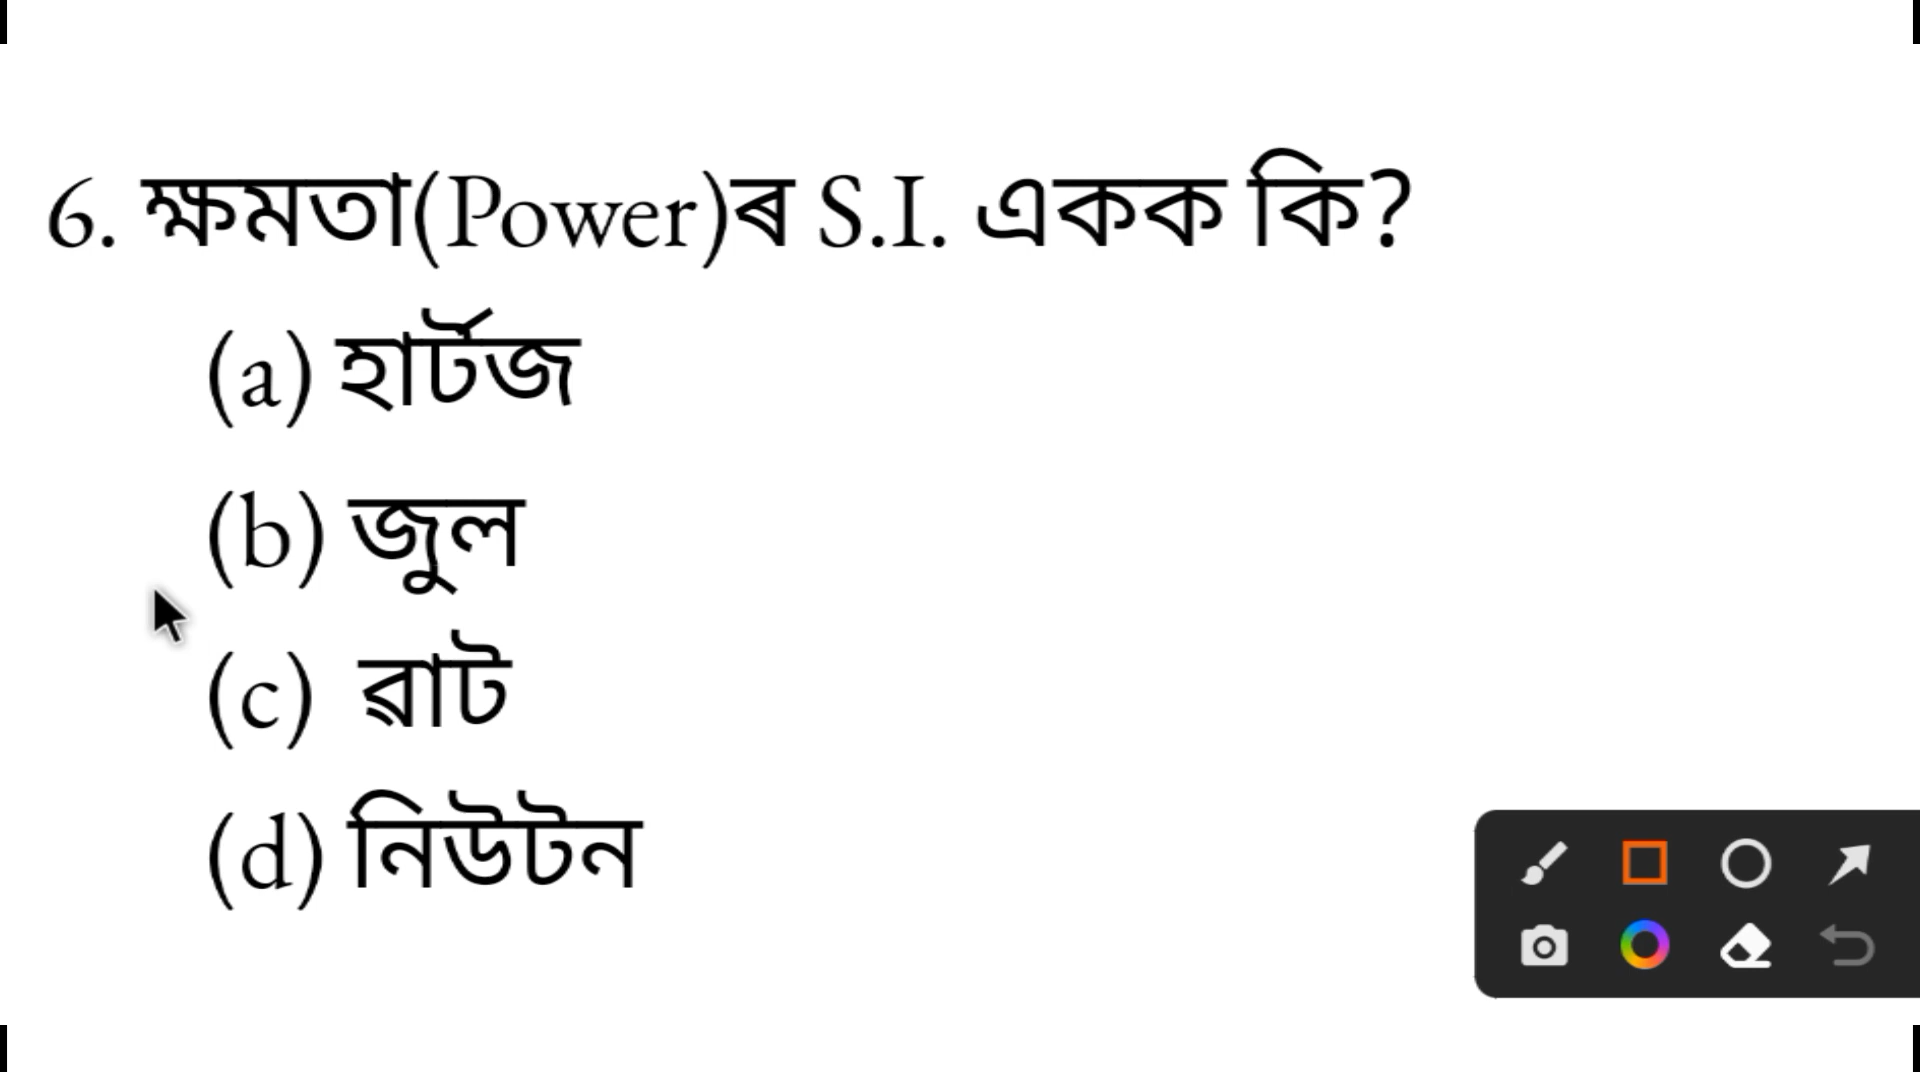 6. ক্ষমতা(Power)ৰ S.I. একক কি?
(a) হাৰ্টজ
(b) জুল
(c) ৱাট
(d) নিউটন